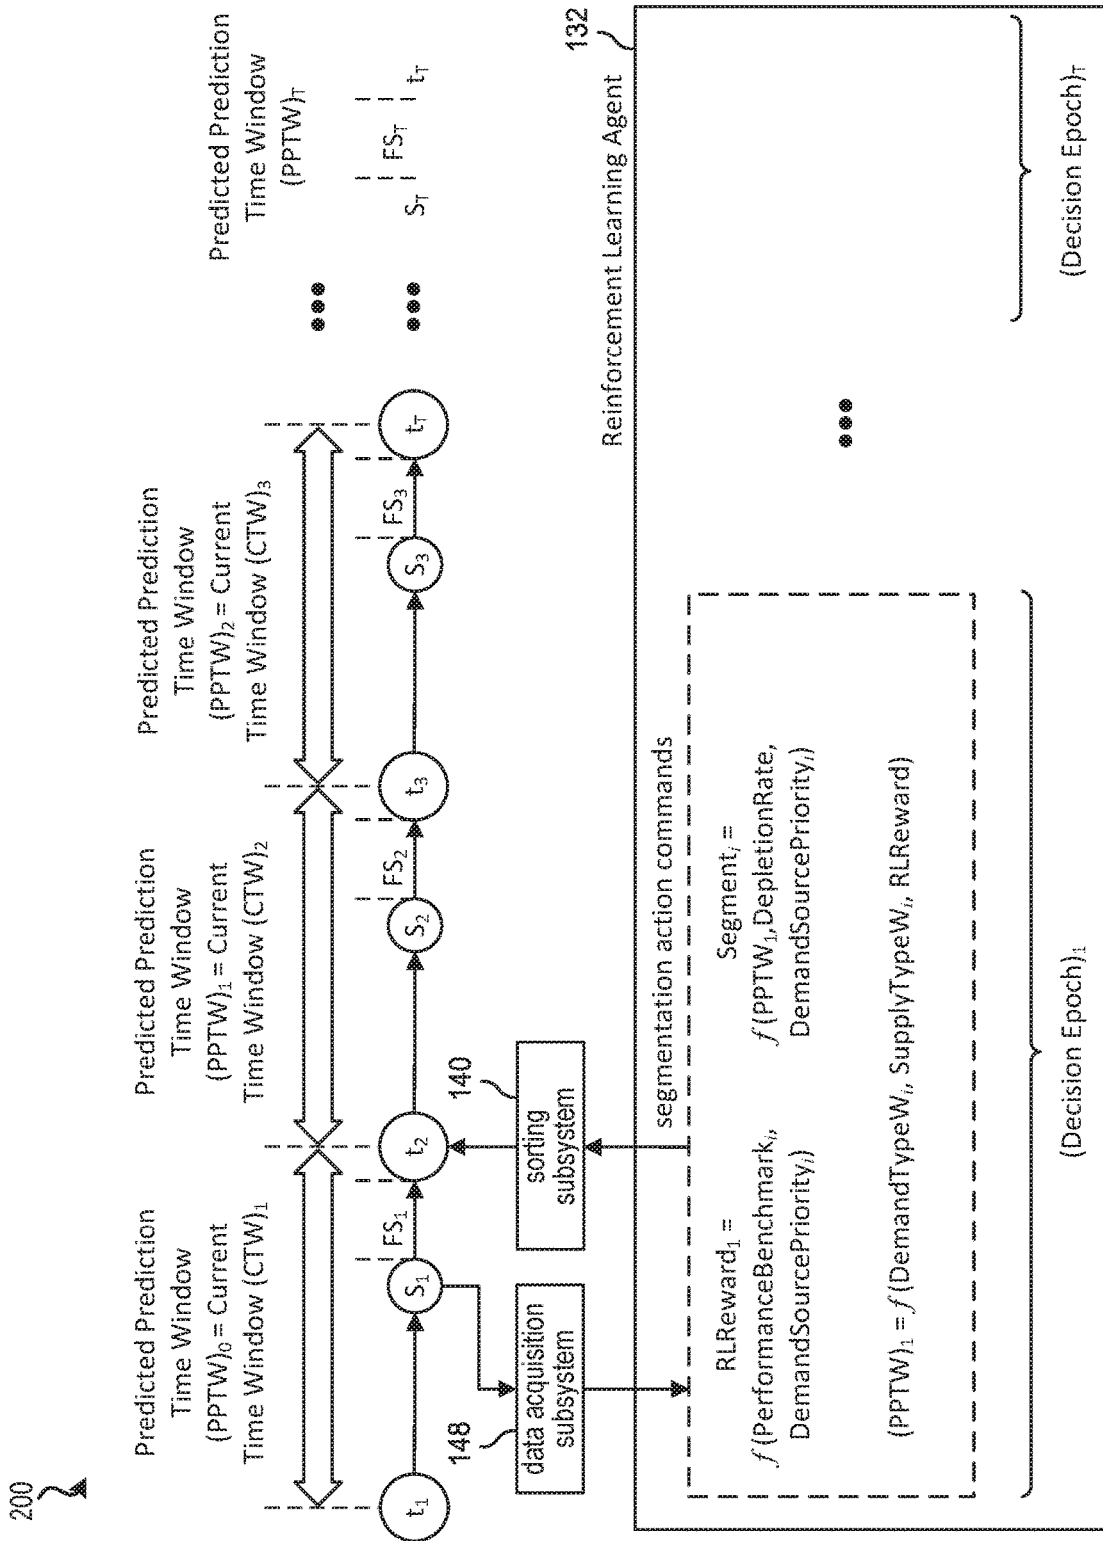 200
Predicted Prediction
Time Window
(PPTW)₀ = Current
Time Window (CTW)₁
Predicted Prediction
Time Window
(PPTW)₁ = Current
Time Window (CTW)₂
Predicted Prediction
Time Window
(PPTW)₂ = Current
Time Window (CTW)₃
Predicted Prediction
Time Window
(PPTW)T
•••
t₁
S₁
FS₁
t₂
S₂
FS₂
t₃
S₃
FS₃
tT
•••
ST
FST
tT
148
data acquisition
subsystem
140
sorting
subsystem
segmentation action commands
Reinforcement Learning Agent
132
RLReward₁ =
f(PerformanceBenchmarkᵢ,
DemandSourcePriorityᵢ)
Segmentᵢ =
f(PPTW₁,DepletionRate,
DemandSourcePriorityᵢ)
(PPTW)₁ = f(DemandTypeWᵢ, SupplyTypeWᵢ, RLReward)
•••
(Decision Epoch)₁
(Decision Epoch)T